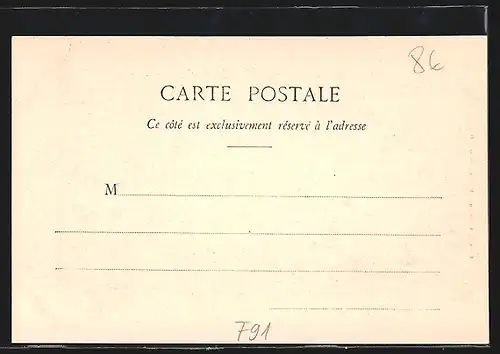 86
CARTE POSTALE
Ce côté est exclusivement réservé à l'adresse
M
791